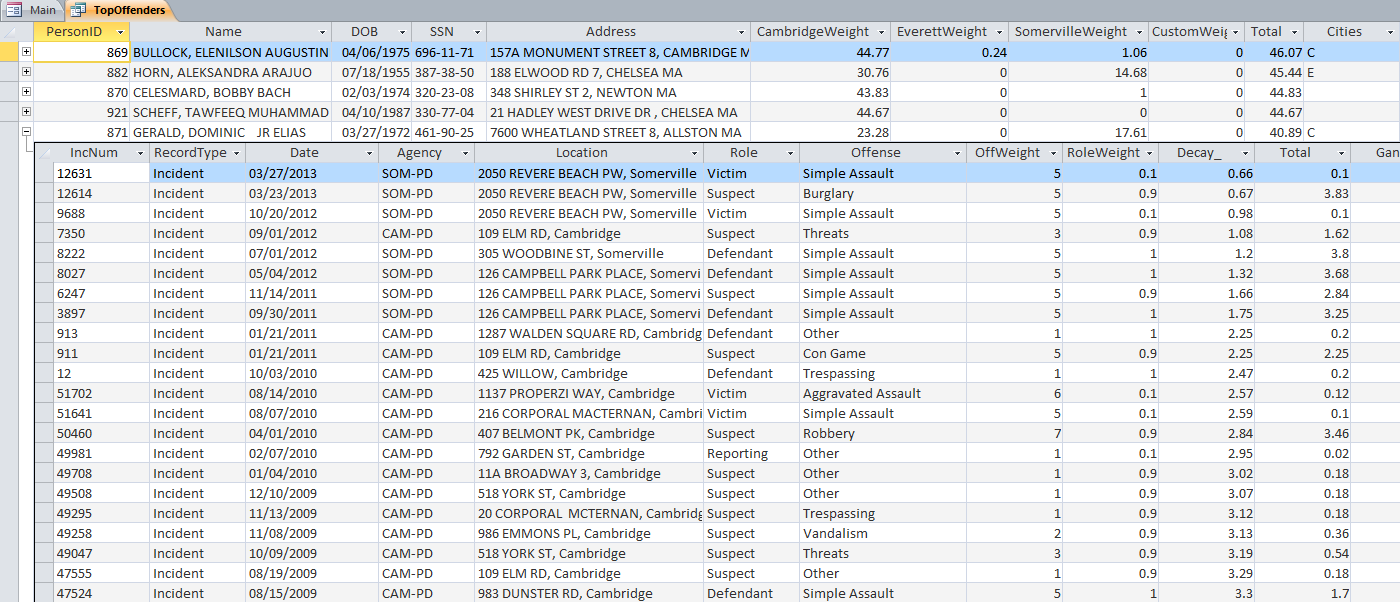 Main TopOffenders
PersonID Name DOB SSN Address CambridgeWeight EverettWeight SomervilleWeight CustomWeig Total Cities
869 BULLOCK, ELENILSON AUGUSTIN 04/06/1975 696-11-71 157A MONUMENT STREET 8, CAMBRIDGE M 44.77 0.24 1.06 0 46.07 C
882 HORN, ALEKSANDRA ARAJUO 07/18/1955 387-38-50 188 ELWOOD RD 7, CHELSEA MA 30.76 0 14.68 0 45.44 E
870 CELESMARD, BOBBY BACH 02/03/1974 320-23-08 348 SHIRLEY ST 2, NEWTON MA 43.83 0 1 0 44.83
921 SCHEFF, TAWFEEQ MUHAMMAD 04/10/1987 330-77-04 21 HADLEY WEST DRIVE DR , CHELSEA MA 44.67 0 0 0 44.67
871 GERALD, DOMINIC JR ELIAS 03/27/1972 461-90-25 7600 WHEATLAND STREET 8, ALLSTON MA 23.28 0 17.61 0 40.89 C
IncNum RecordType Date Agency Location Role Offense OffWeight RoleWeight Decay_ Total Gan
12631 Incident 03/27/2013 SOM-PD 2050 REVERE BEACH PW, Somerville Victim Simple Assault 5 0.1 0.66 0.1
12614 Incident 03/23/2013 SOM-PD 2050 REVERE BEACH PW, Somerville Suspect Burglary 5 0.9 0.67 3.83
9688 Incident 10/20/2012 SOM-PD 2050 REVERE BEACH PW, Somerville Victim Simple Assault 5 0.1 0.98 0.1
7350 Incident 09/01/2012 CAM-PD 109 ELM RD, Cambridge Suspect Threats 3 0.9 1.08 1.62
8222 Incident 07/01/2012 SOM-PD 305 WOODBINE ST, Somerville Defendant Simple Assault 5 1 1.2 3.8
8027 Incident 05/04/2012 SOM-PD 126 CAMPBELL PARK PLACE, Somervi Defendant Simple Assault 5 1 1.32 3.68
6247 Incident 11/14/2011 SOM-PD 126 CAMPBELL PARK PLACE, Somervi Suspect Simple Assault 5 0.9 1.66 2.84
3897 Incident 09/30/2011 SOM-PD 126 CAMPBELL PARK PLACE, Somervi Defendant Simple Assault 5 1 1.75 3.25
913 Incident 01/21/2011 CAM-PD 1287 WALDEN SQUARE RD, Cambridg Defendant Other 1 1 2.25 0.2
911 Incident 01/21/2011 CAM-PD 109 ELM RD, Cambridge Suspect Con Game 5 0.9 2.25 2.25
12 Incident 10/03/2010 CAM-PD 425 WILLOW, Cambridge Defendant Trespassing 1 1 2.47 0.2
51702 Incident 08/14/2010 CAM-PD 1137 PROPERZI WAY, Cambridge Victim Aggravated Assault 6 0.1 2.57 0.12
51641 Incident 08/07/2010 CAM-PD 216 CORPORAL MACTERNAN, Cambri Victim Simple Assault 5 0.1 2.59 0.1
50460 Incident 04/01/2010 CAM-PD 407 BELMONT PK, Cambridge Suspect Robbery 7 0.9 2.84 3.46
49981 Incident 02/07/2010 CAM-PD 792 GARDEN ST, Cambridge Reporting Other 1 0.1 2.95 0.02
49708 Incident 01/04/2010 CAM-PD 11A BROADWAY 3, Cambridge Suspect Other 1 0.9 3.02 0.18
49508 Incident 12/10/2009 CAM-PD 518 YORK ST, Cambridge Suspect Other 1 0.9 3.07 0.18
49295 Incident 11/13/2009 CAM-PD 20 CORPORAL MCTERNAN, Cambridg Suspect Trespassing 1 0.9 3.12 0.18
49258 Incident 11/08/2009 CAM-PD 986 EMMONS PL, Cambridge Suspect Vandalism 2 0.9 3.13 0.36
49047 Incident 10/09/2009 CAM-PD 518 YORK ST, Cambridge Suspect Threats 3 0.9 3.19 0.54
47555 Incident 08/19/2009 CAM-PD 109 ELM RD, Cambridge Suspect Other 1 0.9 3.29 0.18
47524 Incident 08/15/2009 CAM-PD 983 DUNSTER RD, Cambridge Defendant Simple Assault 5 1 3.3 1.7